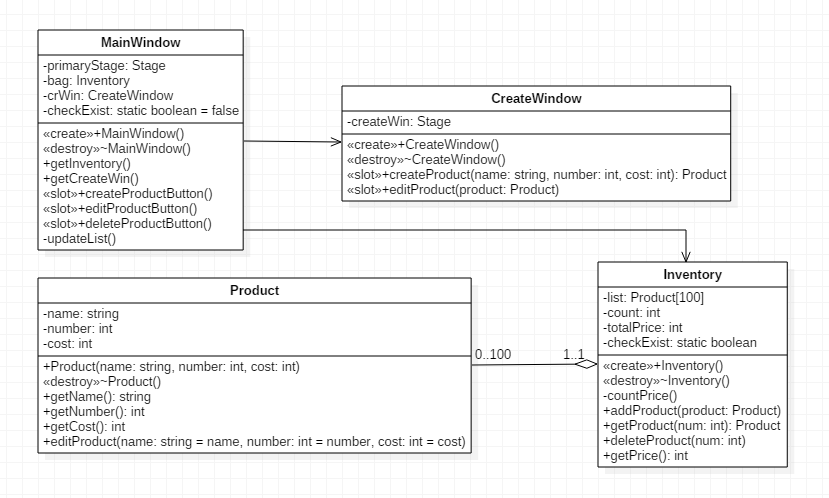 MainWindow
-primaryStage: Stage
-bag: Inventory
-crWin: CreateWindow
-checkExist: static boolean = false
«create»+MainWindow()
«destroy»~MainWindow()
+getInventory()
+getCreateWin()
«slot»+createProductButton()
«slot»+editProductButton()
«slot»+deleteProductButton()
-updateList()
CreateWindow
-createWin: Stage
«create»+CreateWindow()
«destroy»~CreateWindow()
«slot»+createProduct(name: string, number: int, cost: int): Product
«slot»+editProduct(product: Product)
Product
-name: string
-number: int
-cost: int
+Product(name: string, number: int, cost: int)
«destroy»~Product()
+getName(): string
+getNumber(): int
+getCost(): int
+editProduct(name: string = name, number: int = number, cost: int = cost)
0..100
1..1
Inventory
-list: Product[100]
-count: int
-totalPrice: int
-checkExist: static boolean
«create»+Inventory()
«destroy»~Inventory()
-countPrice()
+addProduct(product: Product)
+getProduct(num: int): Product
+deleteProduct(num: int)
+getPrice(): int